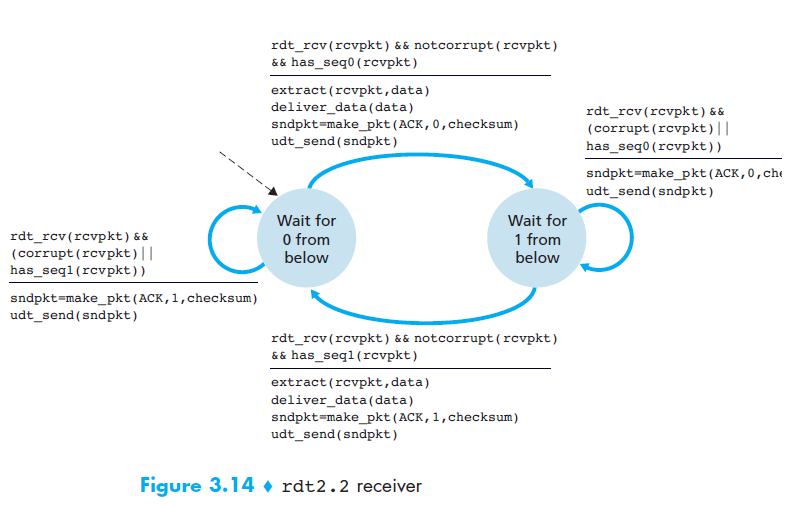 rdt_rcv(rcvpkt) && notcorrupt(rcvpkt)
&& has_seq0(rcvpkt)
extract(rcvpkt,data)
deliver_data(data)
sndpkt=make_pkt(ACK,0,checksum)
udt_send(sndpkt)
rdt_rcv(rcvpkt) &&
(corrupt(rcvpkt)||
has_seq0(rcvpkt))
sndpkt=make_pkt(ACK,0,che
udt_send(sndpkt)
Wait for
0 from
below
Wait for
1 from
below
rdt_rcv(rcvpkt) &&
(corrupt(rcvpkt)||
has_seq1(rcvpkt))
sndpkt=make_pkt(ACK,1,checksum)
udt_send(sndpkt)
rdt_rcv(rcvpkt) && notcorrupt(rcvpkt)
&& has_seq1(rcvpkt)
extract(rcvpkt,data)
deliver_data(data)
sndpkt=make_pkt(ACK,1,checksum)
udt_send(sndpkt)
Figure 3.14 ♦ rdt2.2 receiver